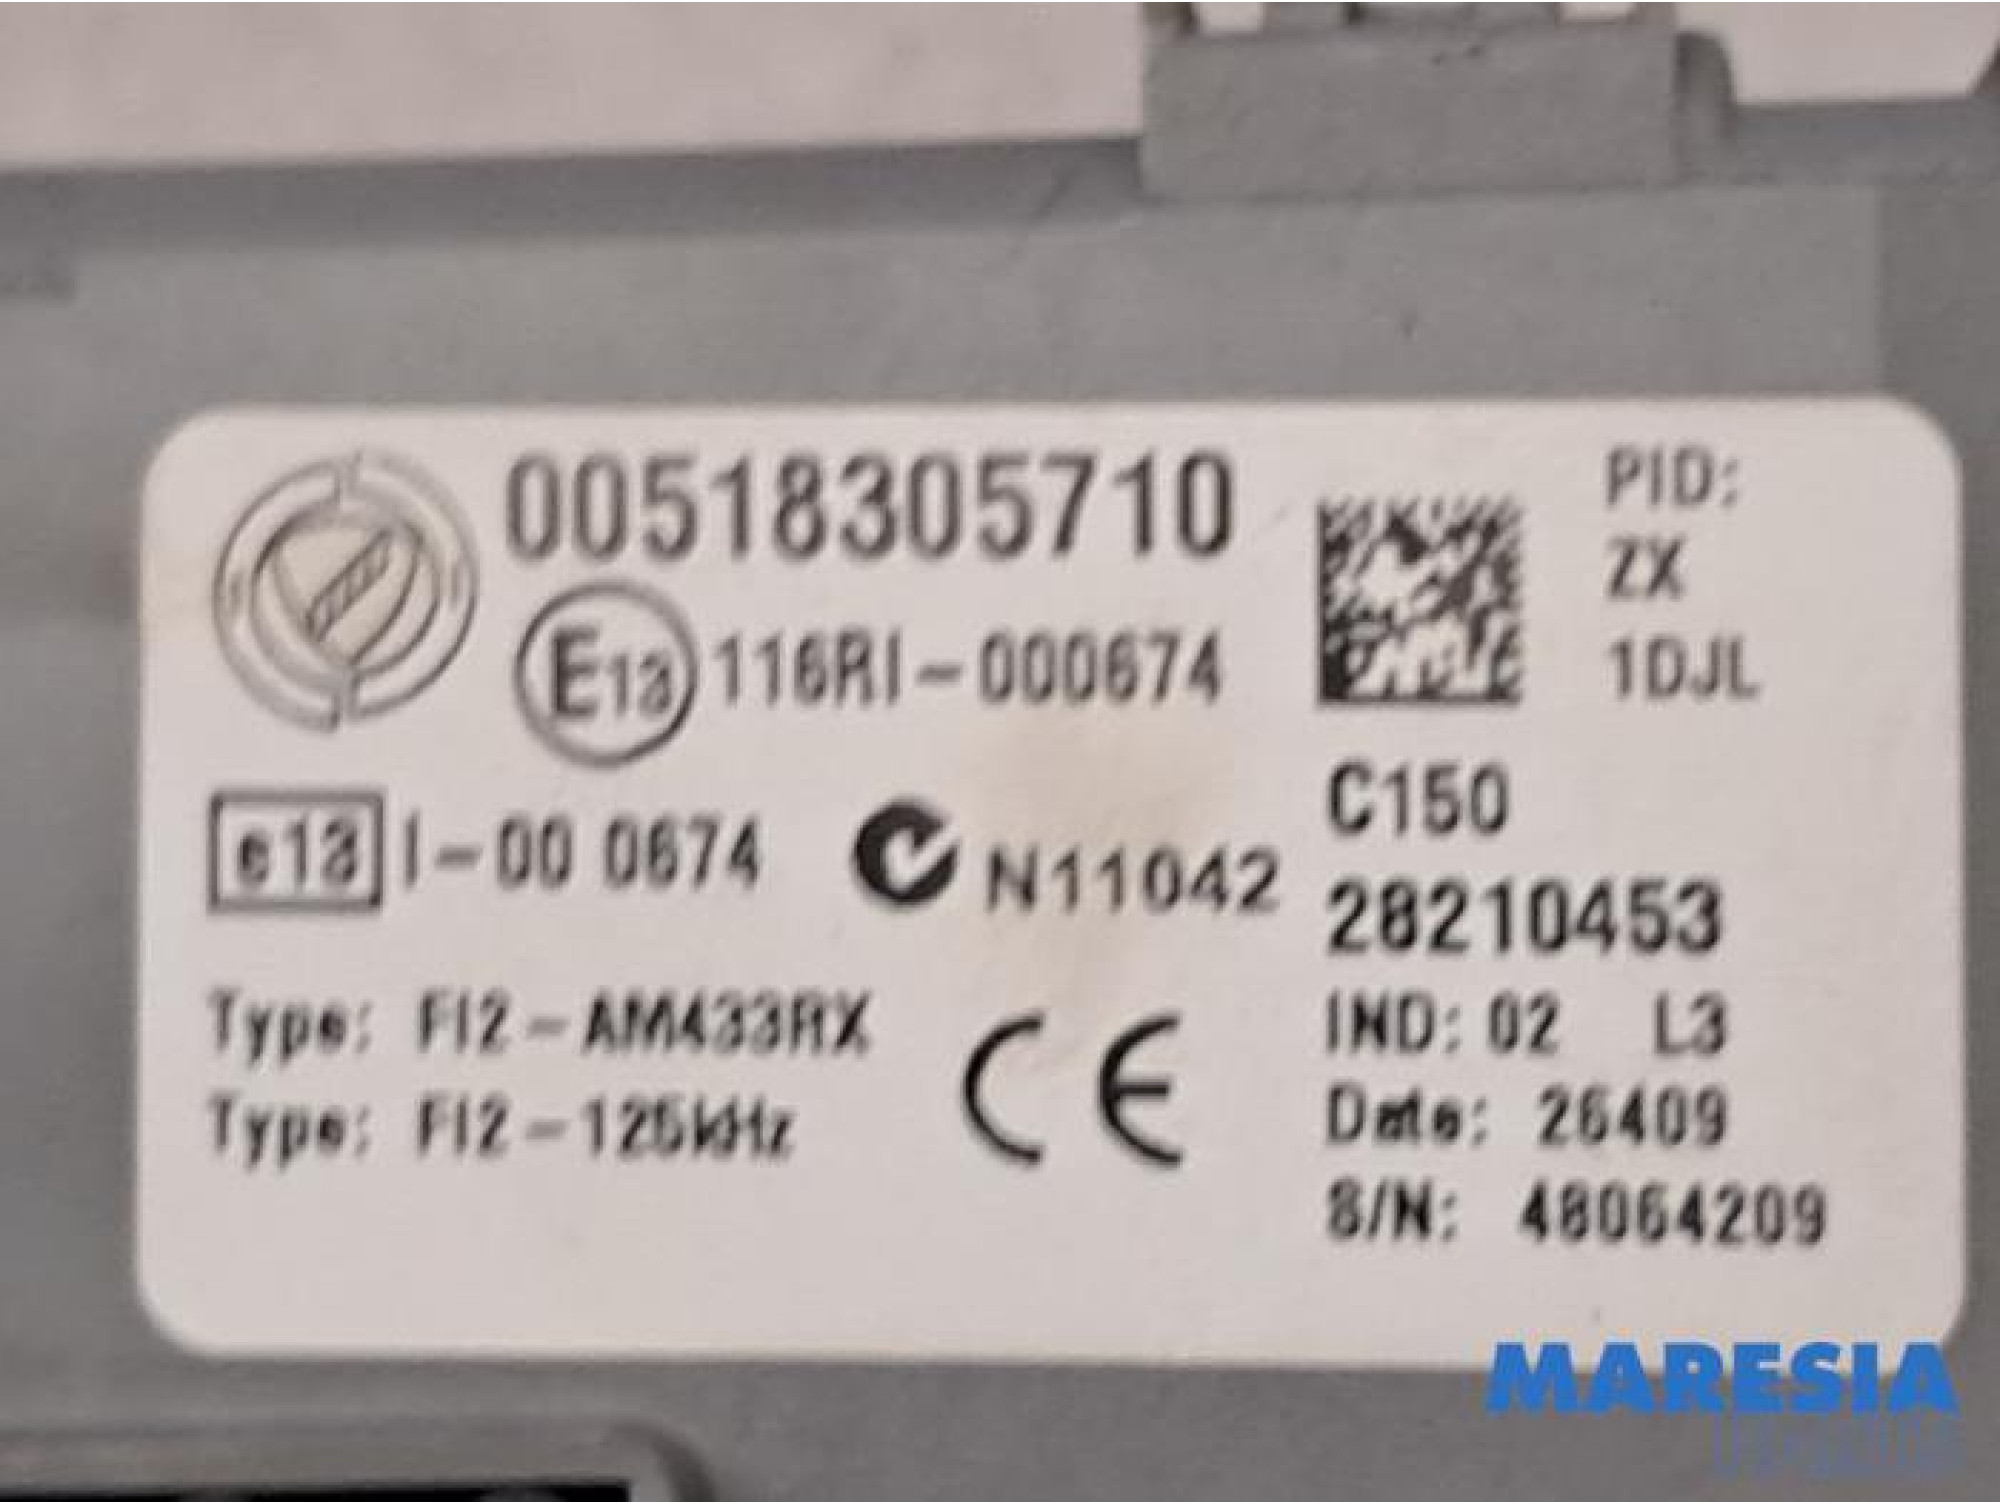 00518305710
E13 116RI-000674
e13 I-00 0674
N11042
Type: FI2-AM433RX
Type: FI2-125kHz
PID:
ZX
1DJL
C150
28210453
IND: 02 L3
Date: 26409
S/N: 48064209
MARESIA